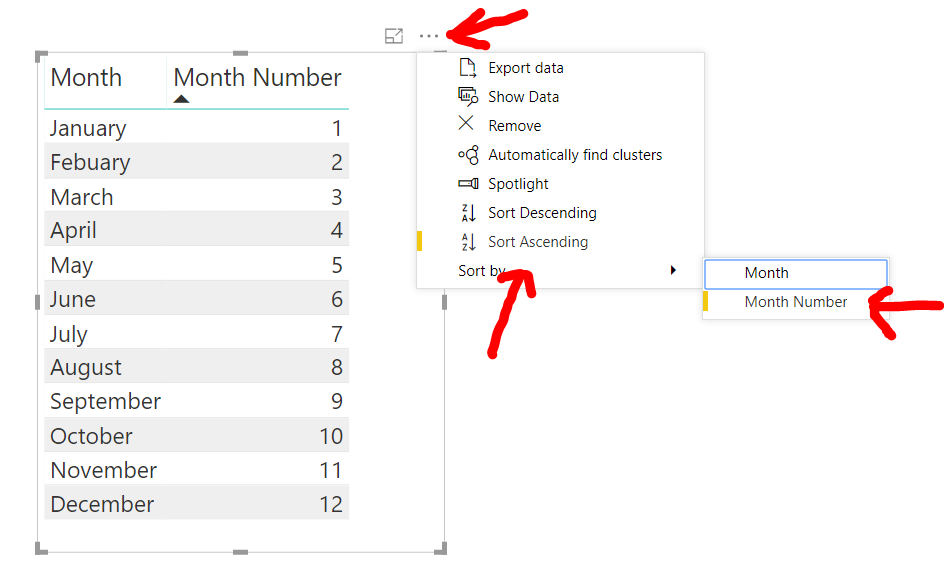 Month Month Number
January 1
Febuary 2
March 3
April 4
May 5
June 6
July 7
August 8
September 9
October 10
November 11
December 12
Export data
Show Data
Remove
Automatically find clusters
Spotlight
Sort Descending
Sort Ascending
Sort by
Month
Month Number